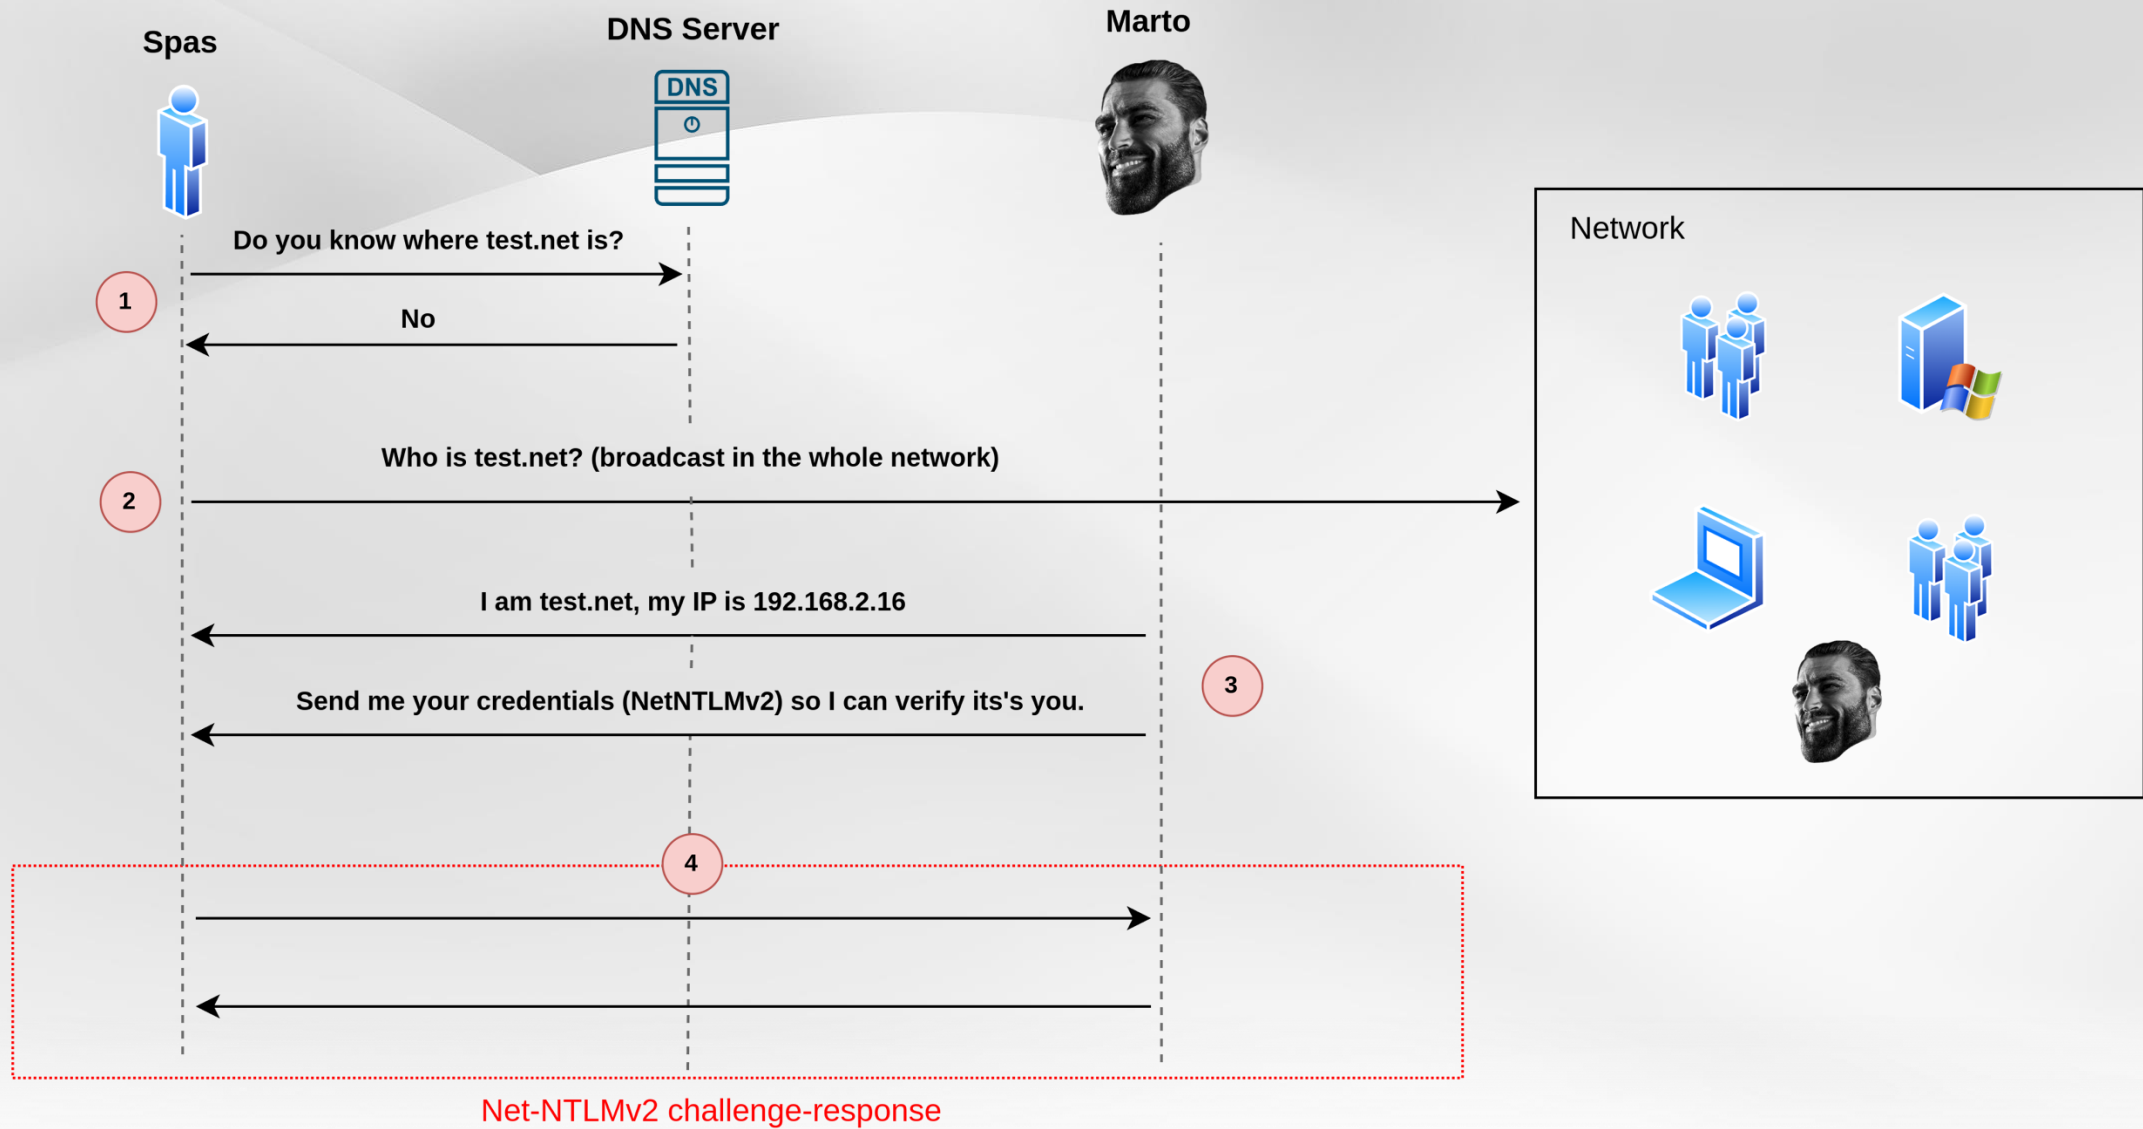 Spas
DNS Server
Marto
DNS
Do you know where test.net is?
1
No
Network
Who is test.net? (broadcast in the whole network)
2
I am test.net, my IP is 192.168.2.16
3
Send me your credentials (NetNTLMv2) so I can verify its's you.
4
Net-NTLMv2 challenge-response